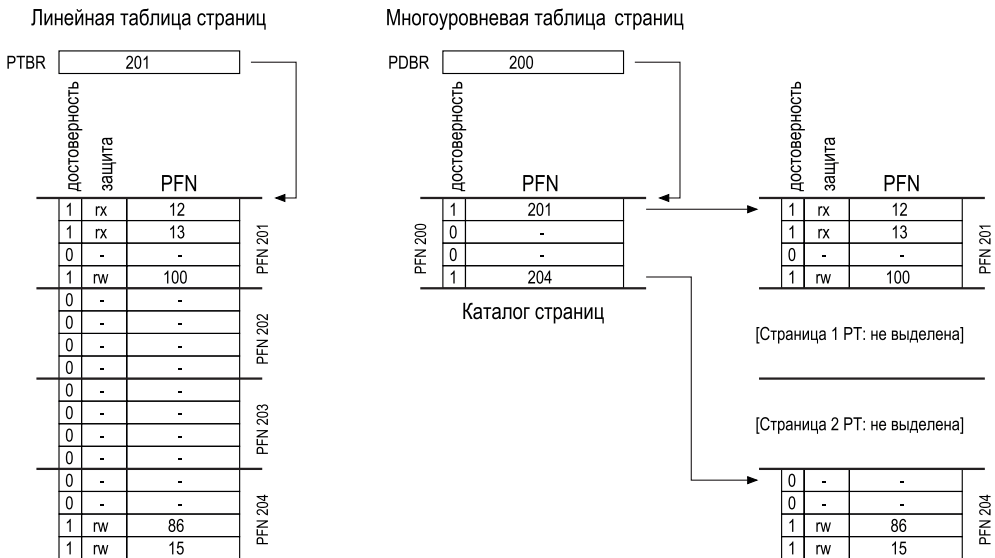 Линейная таблица страниц
Многоуровневая таблица страниц
PTBR 201
PDBR 200
достоверность защита PFN
1 rx 12
1 rx 13
0 - -
1 rw 100
PFN 201
0 - -
0 - -
0 - -
0 - -
PFN 202
0 - -
0 - -
0 - -
0 - -
PFN 203
0 - -
0 - -
1 rw 86
1 rw 15
PFN 204
достоверность PFN
PFN 200
1 201
0 -
0 -
1 204
Каталог страниц
достоверность защита PFN
1 rx 12
1 rx 13
0 - -
1 rw 100
PFN 201
[Страница 1 PT: не выделена]
[Страница 2 PT: не выделена]
0 - -
0 - -
1 rw 86
1 rw 15
PFN 204